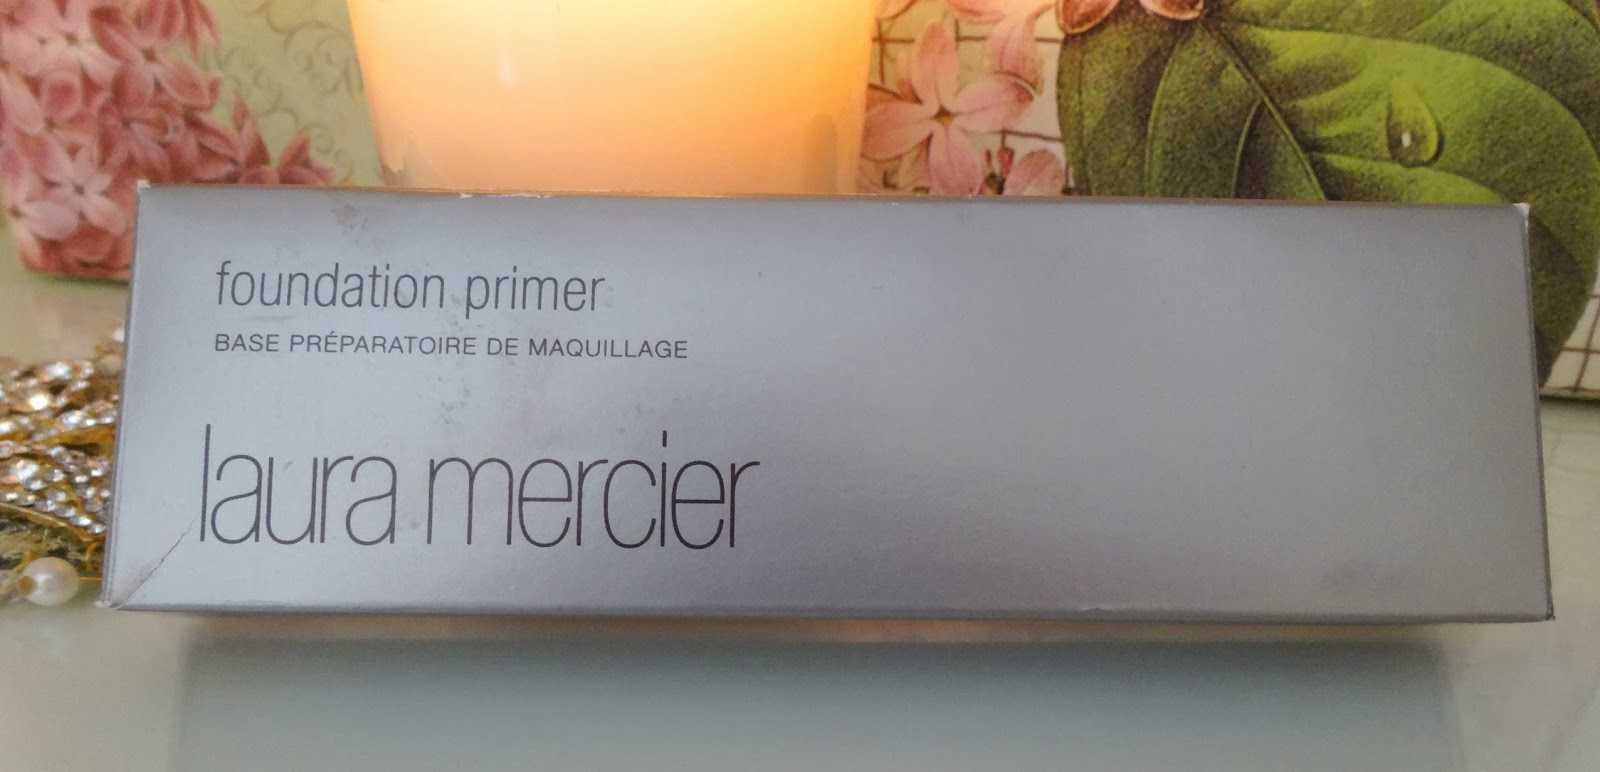 foundation primer
BASE PRÉPARATOIRE DE MAQUILLAGE
laura mercier